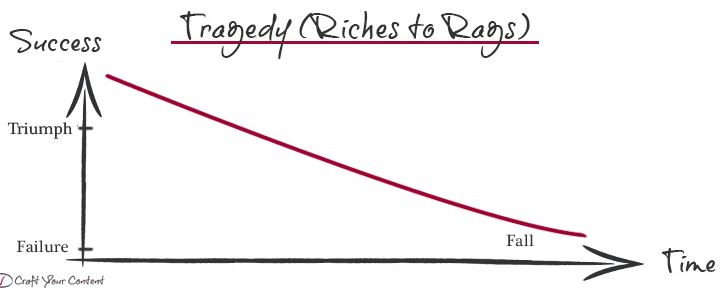 Tragedy (Riches to Rags)
Success
Triumph
Failure
Fall
Time
Craft Your Content